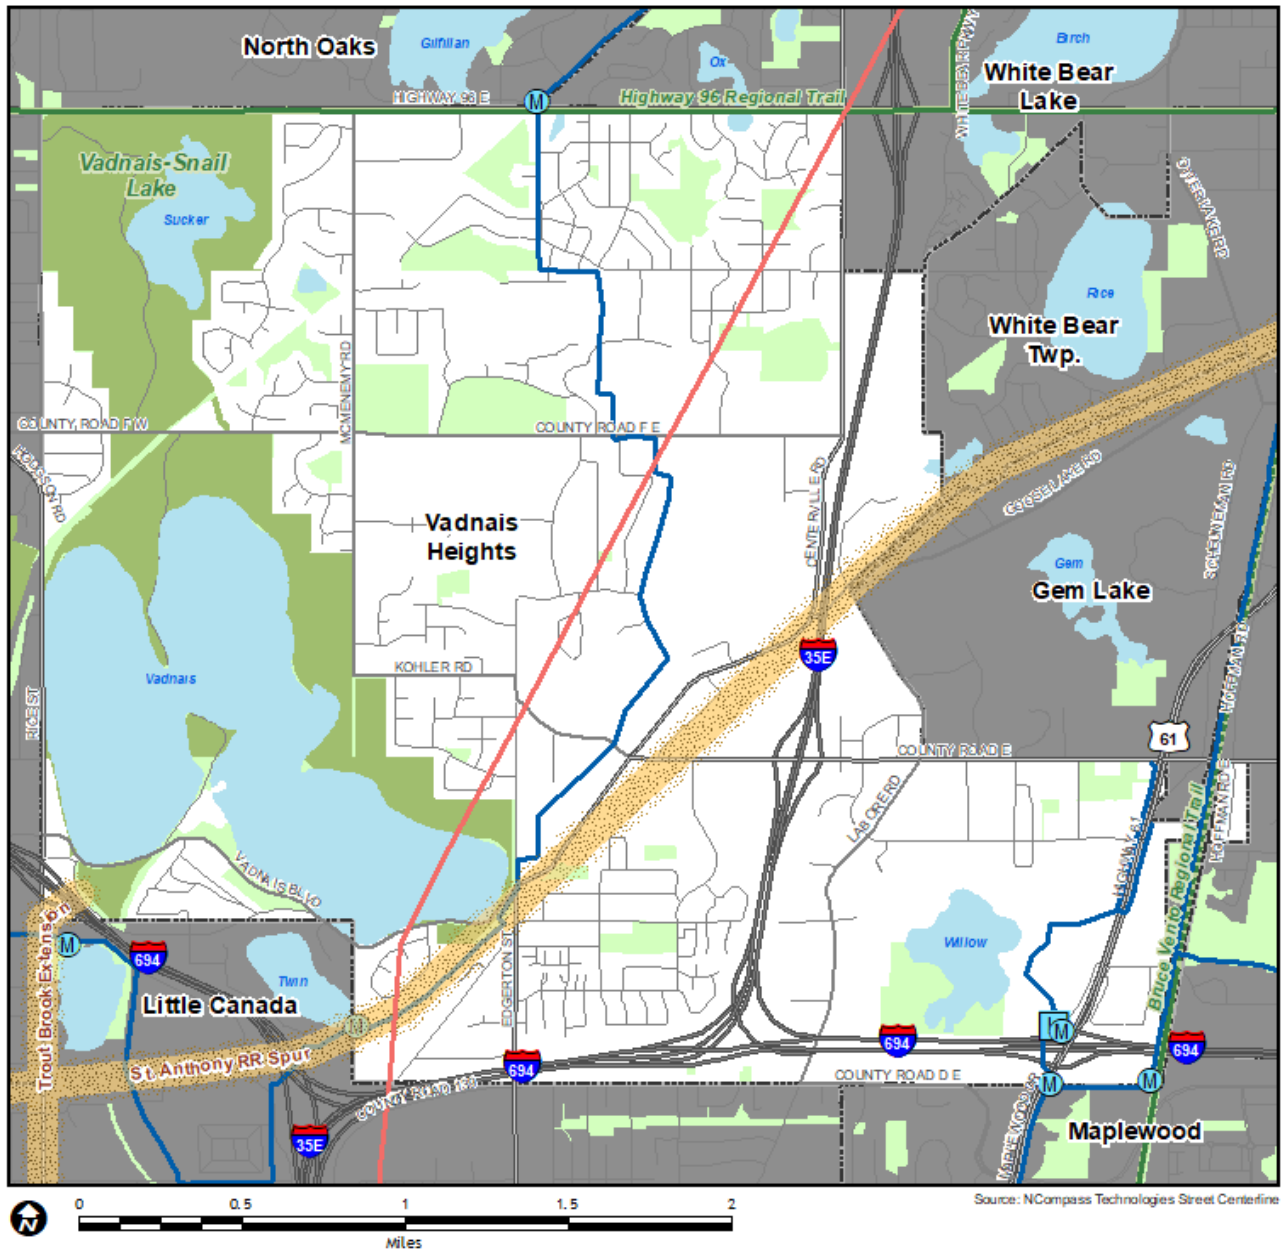 North Oaks
Gilfillan
Ox
Birch
White Bear
Lake
HIGHWAY 96 E
M
Highway 96 Regional Trail
Vadnais-Snail
Lake
Sucker
Rice
White Bear
Twp.
MCMENEMY RD
COUNTY ROAD F W
COUNTY ROAD F E
HODGSON RD
CENTERVILLE RD
GOOSE LAKE RD
SCHEUNEMAN RD
Vadnais
Heights
Gem
Gem Lake
35E
KOHLER RD
Vadnais
RICE ST
HOFFMAN RD
61
COUNTY ROAD E
LABORE RD
HOFFMAN RD E
HIGHWAY 61
VADNAIS BLVD
Bruce Vento Regional Trail
Trout Brook Extension
M
694
Twin
Willow
EDGERTON ST
Little Canada
M
M
St. Anthony RR Spur
694
694
694
COUNTY ROAD D E
M
M
35E
Maplewood
0
0.5
1
1.5
2
Miles
N
Source: NCompass Technologies Street Centerline